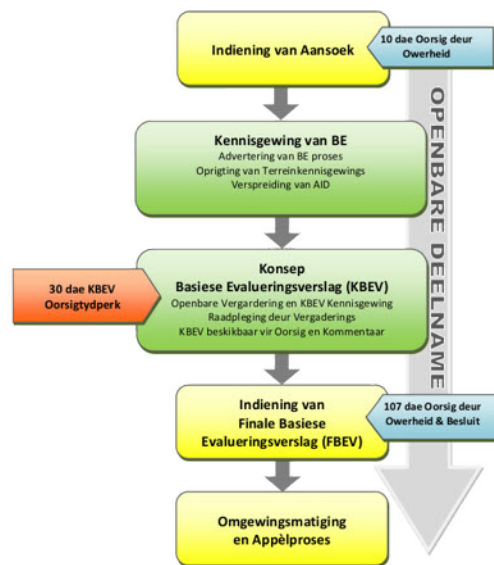 Indiening van Aansoek
10 dae Oorsig deur
Owerheid
OPENBARE DEELNAME
Kennisgewing van BE
Advertering van BE proses
Oprigting van Terreinkennisgewings
Verspreiding van AID
30 dae KBEV
Oorsigtydperk
Konsep
Basiese Evalueringsverslag (KBEV)
Openbare Vergardering en KBEV Kennisgewing
Raadpleging deur Vergaderings
KBEV beskikbaar vir Oorsig en Kommentaar
Indiening van
Finale Basiese
Evalueringsverslag (FBEV)
107 dae Oorsig deur
Owerheid & Besluit
Omgewingsmatiging
en Appèlproses